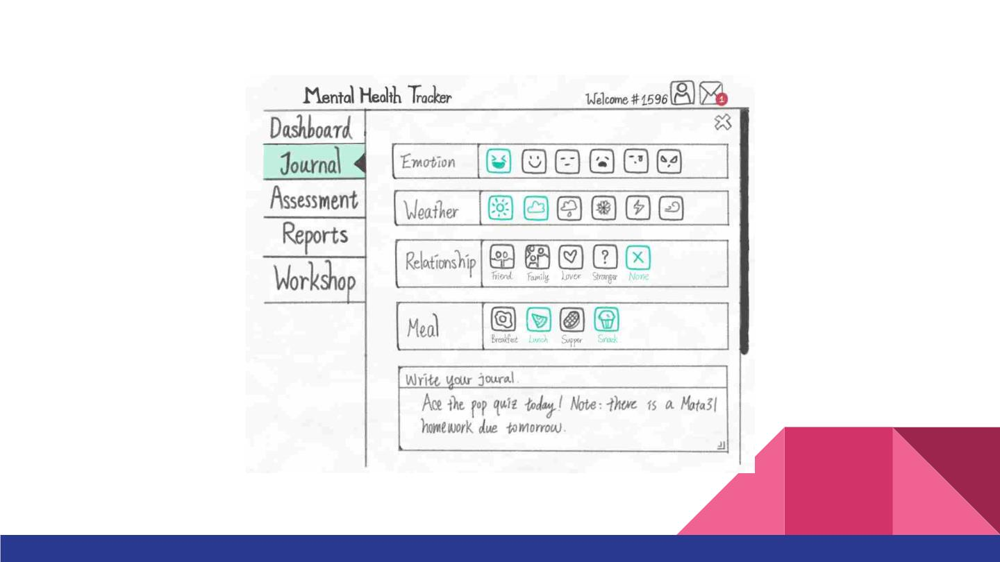 Mental Health Tracker
Welcome #1596
1
Dashboard
Journal
Assessment
Reports
Workshop
Emotion
Weather
Relationship
Friend Family Lover Stranger None
?
Meal
Breakfast Lunch Supper Snack
Write your joural.
Ace the pop quiz today! Note: there is a Mata31
homework due tomorrow.